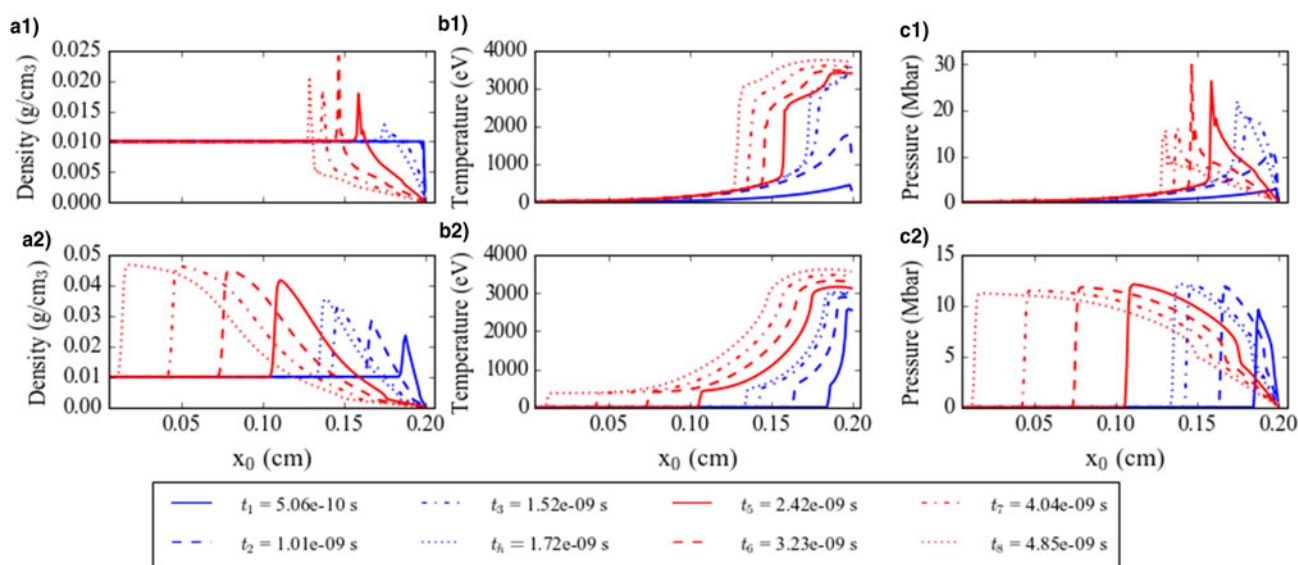 a1)
b1)
c1)
Density (g/cm3)
0.025
0.020
0.015
0.010
0.005
0.000
Temperature (eV)
4000
3000
2000
1000
0
Pressure (Mbar)
30
20
10
0
a2)
b2)
c2)
Density (g/cm3)
0.05
0.04
0.03
0.02
0.01
0.00
Temperature (eV)
4000
3000
2000
1000
0
Pressure (Mbar)
15
10
5
0
0.05 0.10 0.15 0.20
0.05 0.10 0.15 0.20
0.05 0.10 0.15 0.20
x0 (cm)
x0 (cm)
x0 (cm)
t1 = 5.06e-10 s
t3 = 1.52e-09 s
t5 = 2.42e-09 s
t7 = 4.04e-09 s
t2 = 1.01e-09 s
th = 1.72e-09 s
t6 = 3.23e-09 s
t8 = 4.85e-09 s